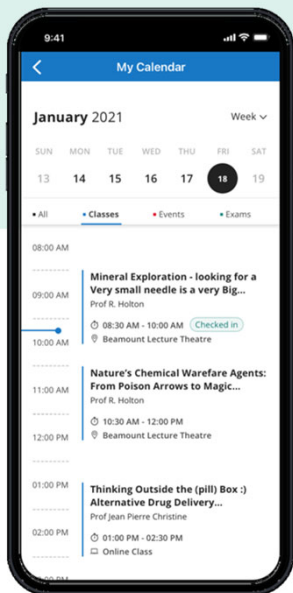 9:41
My Calendar
January 2021 Week
SUN MON TUE WED THU FRI SAT
13 14 15 16 17 18 19
All Classes Events Exams
08:00 AM
Mineral Exploration - looking for a
Very small needle is a very Big...
09:00 AM
Prof R. Holton
08:30 AM - 10:00 AM Checked in
Beamount Lecture Theatre
10:00 AM
Nature's Chemical Warefare Agents:
From Poison Arrows to Magic...
11:00 AM
Prof R. Holton
10:30 AM - 12:00 PM
Beamount Lecture Theatre
12:00 PM
01:00 PM
Thinking Outside the (pill) Box :)
Alternative Drug Delivery...
Prof Jean Pierre Christine
02:00 PM
01:00 PM - 02:30 PM
Online Class